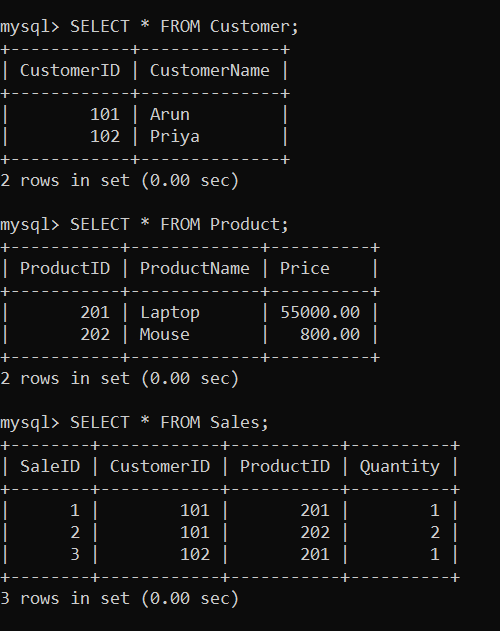 mysql> SELECT * FROM Customer;
+------------+--------------+
| CustomerID | CustomerName |
+------------+--------------+
|        101 | Arun         |
|        102 | Priya        |
+------------+--------------+
2 rows in set (0.00 sec)

mysql> SELECT * FROM Product;
+-----------+-------------+----------+
| ProductID | ProductName | Price    |
+-----------+-------------+----------+
|       201 | Laptop      | 55000.00 |
|       202 | Mouse       |   800.00 |
+-----------+-------------+----------+
2 rows in set (0.00 sec)

mysql> SELECT * FROM Sales;
+--------+------------+-----------+----------+
| SaleID | CustomerID | ProductID | Quantity |
+--------+------------+-----------+----------+
|      1 |        101 |       201 |        1 |
|      2 |        101 |       202 |        2 |
|      3 |        102 |       201 |        1 |
+--------+------------+-----------+----------+
3 rows in set (0.00 sec)